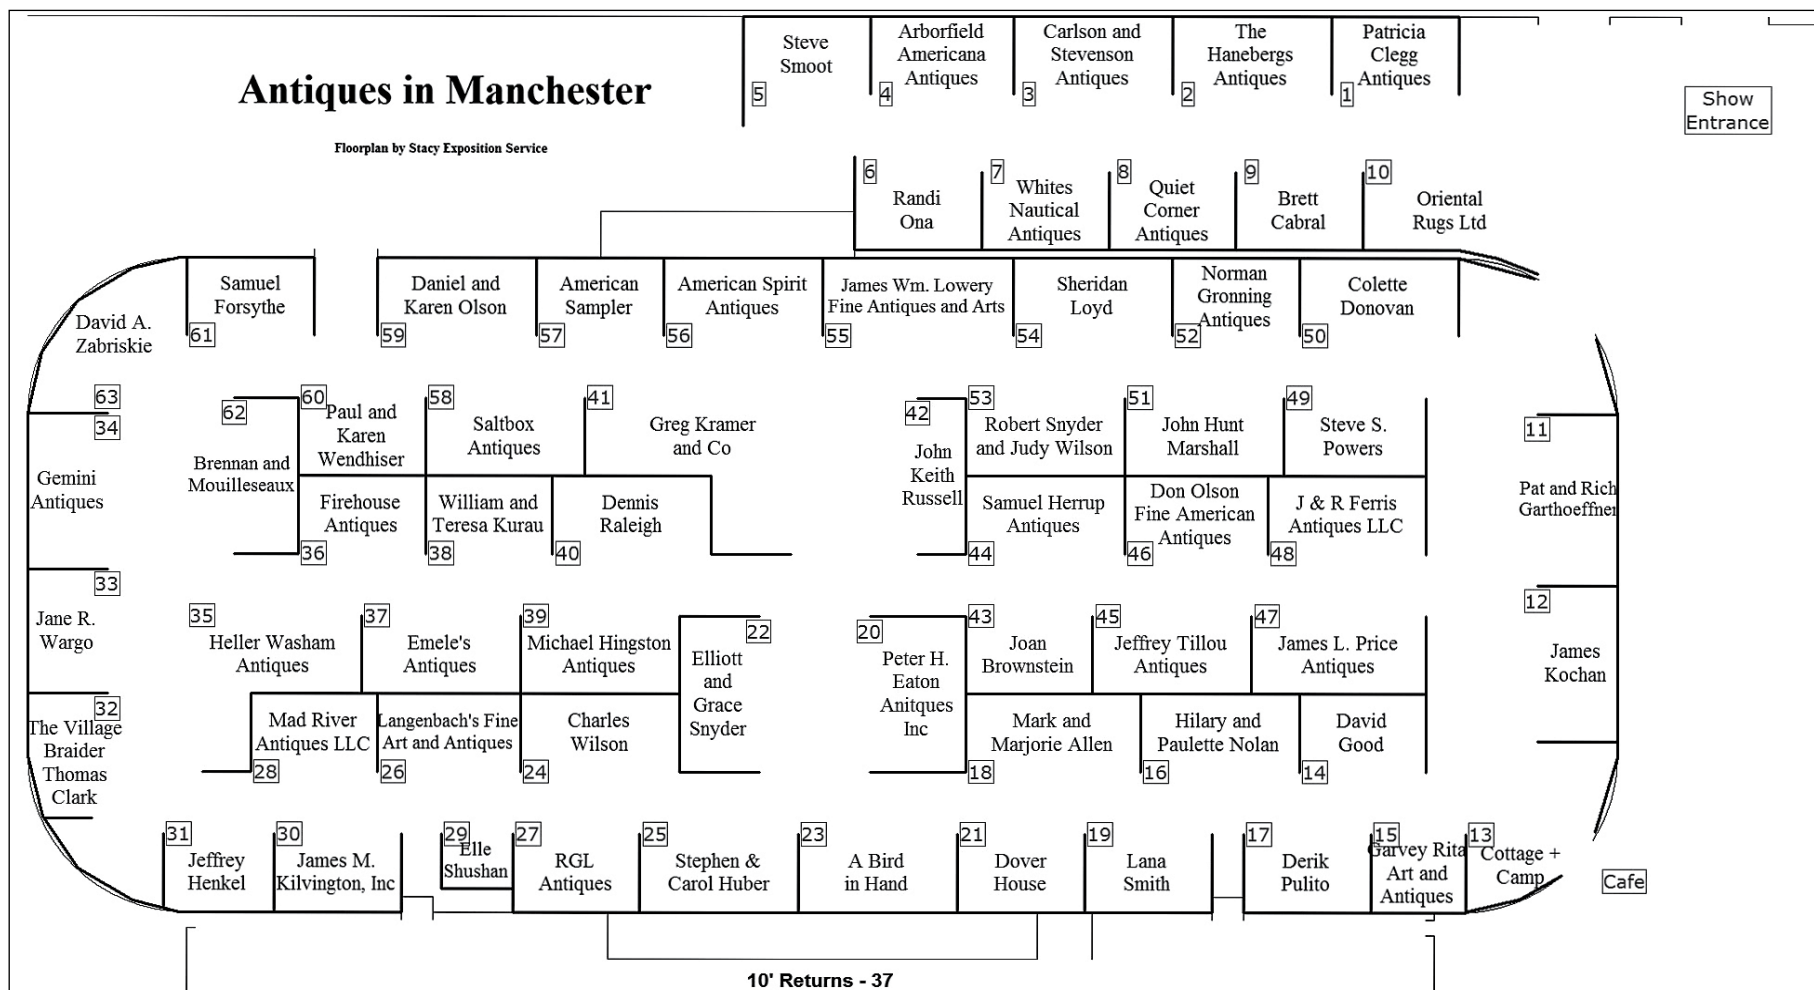 Antiques in Manchester
Floorplan by Stacy Exposition Service
Steve
Smoot
5
Arborfield
Americana
Antiques
4
Carlson and
Stevenson
Antiques
3
The
Hanebergs
Antiques
2
Patricia
Clegg
Antiques
1
Show
Entrance
6
Randi
Ona
7
Whites
Nautical
Antiques
8
Quiet
Corner
Antiques
9
Brett
Cabral
10
Oriental
Rugs Ltd
David A.
Zabriskie
63
Samuel
Forsythe
61
Daniel and
Karen Olson
59
American
Sampler
57
American Spirit
Antiques
56
James Wm. Lowery
Fine Antiques and Arts
55
Sheridan
Loyd
54
Norman
Gronning
Antiques
52
Colette
Donovan
50
34
Gemini
Antiques
62
Brennan and
Mouilleseaux
60
Paul and
Karen
Wendhiser
58
Saltbox
Antiques
41
Greg Kramer
and Co
42
John
Keith
Russell
53
Robert Snyder
and Judy Wilson
51
John Hunt
Marshall
49
Steve S.
Powers
11
Pat and Rich
Garthoeffner
Firehouse
Antiques
36
William and
Teresa Kurau
38
Dennis
Raleigh
40
Samuel Herrup
Antiques
44
Don Olson
Fine American
Antiques
46
J & R Ferris
Antiques LLC
48
33
Jane R.
Wargo
35
Heller Washam
Antiques
37
Emele's
Antiques
39
Michael Hingston
Antiques
22
Elliott
and
Grace
Snyder
20
Peter H.
Eaton
Anitques
Inc
43
Joan
Brownstein
45
Jeffrey Tillou
Antiques
47
James L. Price
Antiques
12
James
Kochan
32
The Village
Braider
Thomas
Clark
Mad River
Antiques LLC
28
Langenbach's Fine
Art and Antiques
26
Charles
Wilson
24
Mark and
Marjorie Allen
18
Hilary and
Paulette Nolan
16
David
Good
14
31
Jeffrey
Henkel
30
James M.
Kilvington, Inc
29
Elle
Shushan
27
RGL
Antiques
25
Stephen &
Carol Huber
23
A Bird
in Hand
21
Dover
House
19
Lana
Smith
17
Derik
Pulito
15
Garvey Rita
Art and
Antiques
13
Cottage +
Camp
Cafe
10' Returns - 37